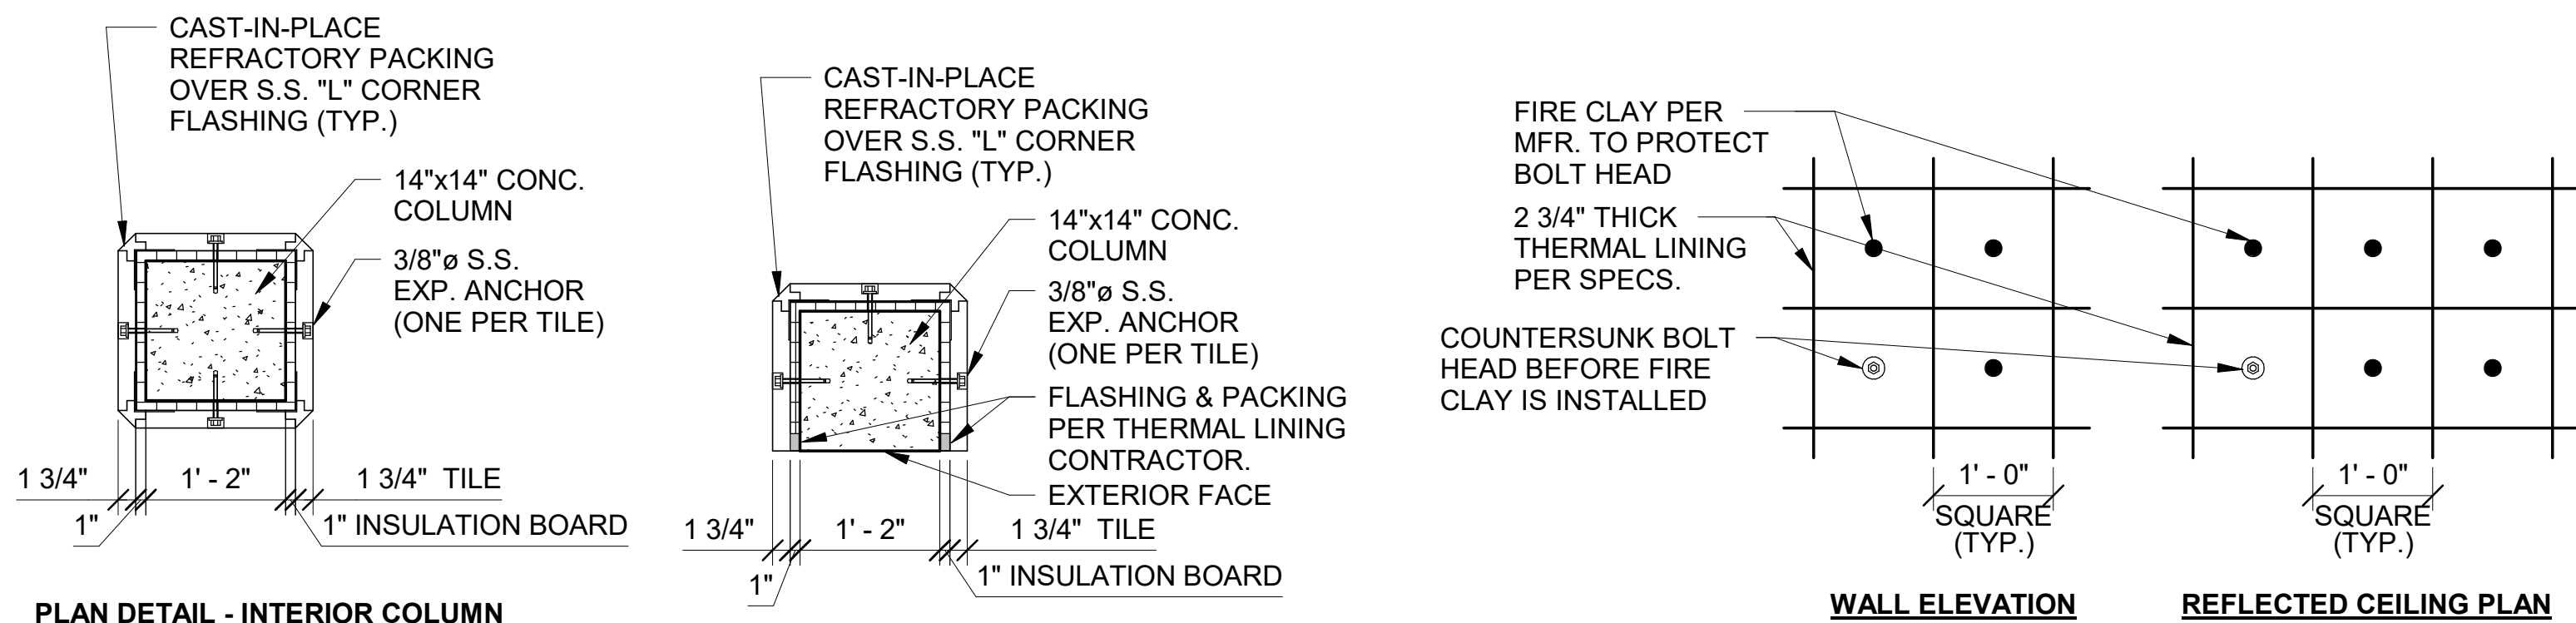 CAST-IN-PLACE
REFRACTORY PACKING
OVER S.S. "L" CORNER
FLASHING (TYP.)
14"x14" CONC.
COLUMN
3/8"ø S.S.
EXP. ANCHOR
(ONE PER TILE)
1 3/4"
1' - 2"
1 3/4" TILE
1"
1" INSULATION BOARD
PLAN DETAIL - INTERIOR COLUMN
CAST-IN-PLACE
REFRACTORY PACKING
OVER S.S. "L" CORNER
FLASHING (TYP.)
14"x14" CONC.
COLUMN
3/8"ø S.S.
EXP. ANCHOR
(ONE PER TILE)
FLASHING & PACKING
PER THERMAL LINING
CONTRACTOR.
EXTERIOR FACE
1 3/4"
1' - 2"
1 3/4" TILE
1"
1" INSULATION BOARD
FIRE CLAY PER
MFR. TO PROTECT
BOLT HEAD
2 3/4" THICK
THERMAL LINING
PER SPECS.
COUNTERSUNK BOLT
HEAD BEFORE FIRE
CLAY IS INSTALLED
1' - 0"
SQUARE
(TYP.)
WALL ELEVATION
1' - 0"
SQUARE
(TYP.)
REFLECTED CEILING PLAN